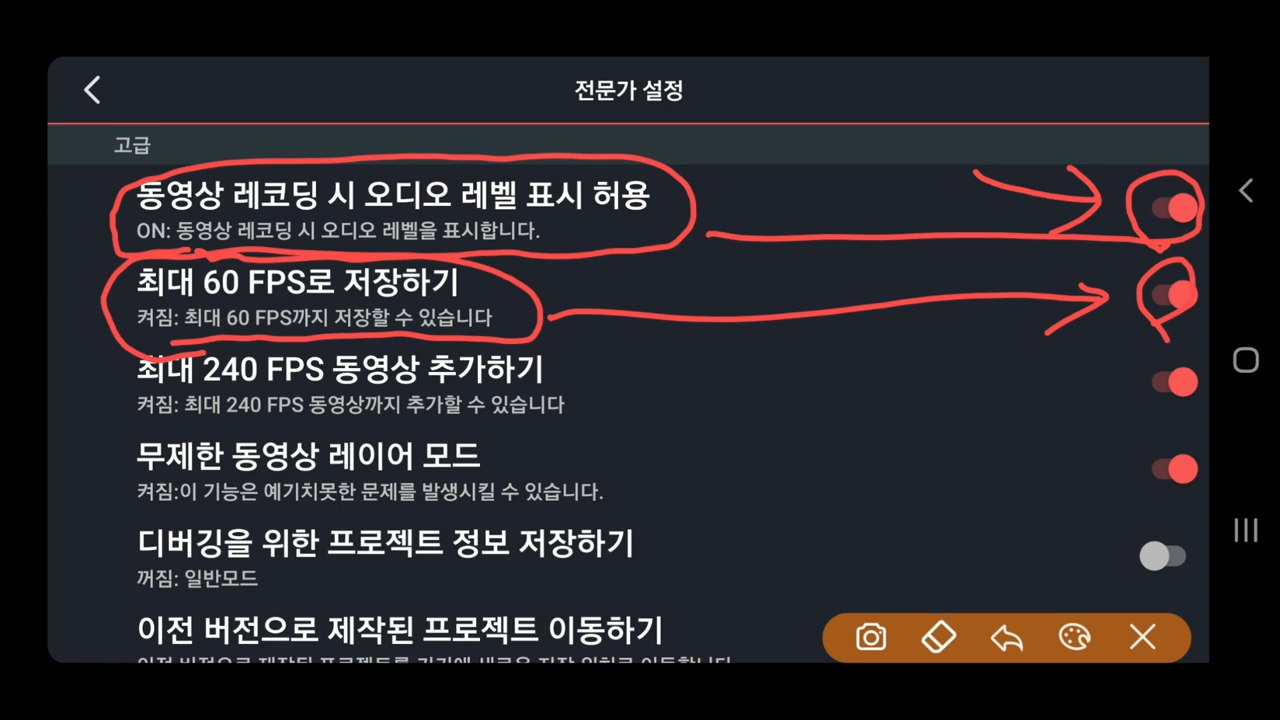 전문가 설정
고급
동영상 레코딩 시 오디오 레벨 표시 허용
ON: 동영상 레코딩 시 오디오 레벨을 표시합니다.
최대 60 FPS로 저장하기
켜짐: 최대 60 FPS까지 저장할 수 있습니다
최대 240 FPS 동영상 추가하기
켜짐: 최대 240 FPS 동영상까지 추가할 수 있습니다
무제한 동영상 레이어 모드
켜짐:이 기능은 예기치못한 문제를 발생시킬 수 있습니다.
디버깅을 위한 프로젝트 정보 저장하기
꺼짐: 일반모드
이전 버전으로 제작된 프로젝트 이동하기